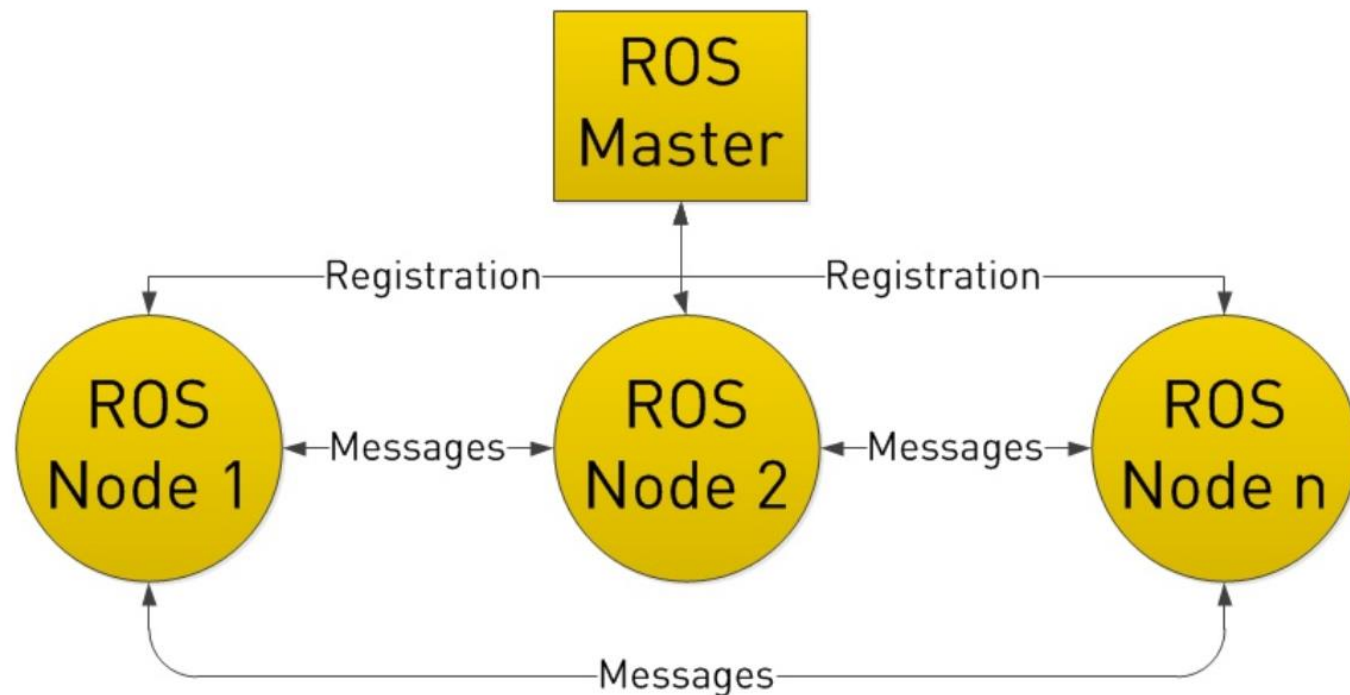 ROS
Master
Registration
Registration
ROS
Node 1
Messages
ROS
Node 2
Messages
ROS
Node n
Messages